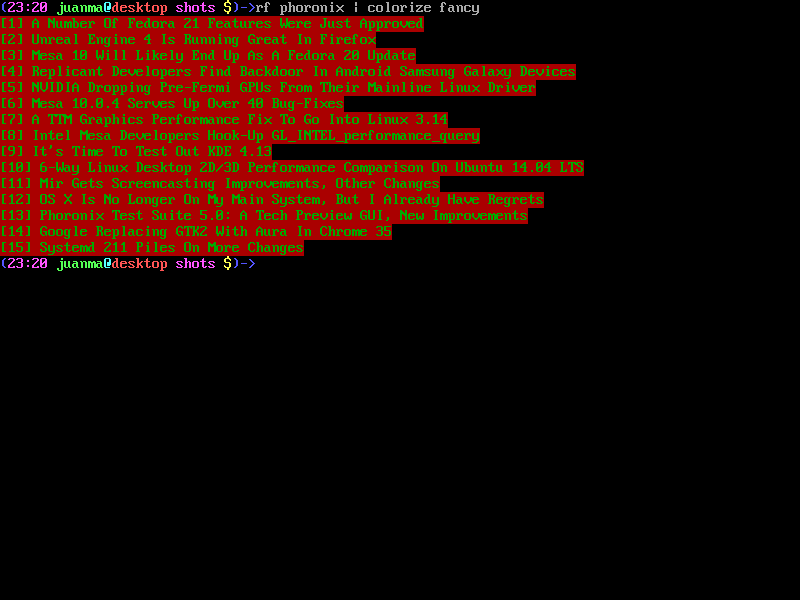 (23:20 juanma@desktop shots $)->rf phoronix | colorize fancy
[1] A Number Of Fedora 21 Features Were Just Approved
[2] Unreal Engine 4 Is Running Great In Firefox
[3] Mesa 10 Will Likely End Up As A Fedora 20 Update
[4] Replicant Developers Find Backdoor In Android Samsung Galaxy Devices
[5] NVIDIA Dropping Pre-Fermi GPUs From Their Mainline Linux Driver
[6] Mesa 10.0.4 Serves Up Over 40 Bug-Fixes
[7] A TTM Graphics Performance Fix To Go Into Linux 3.14
[8] Intel Mesa Developers Hook-Up GL_INTEL_performance_query
[9] It's Time To Test Out KDE 4.13
[10] 6-Way Linux Desktop 2D/3D Performance Comparison On Ubuntu 14.04 LTS
[11] Mir Gets Screencasting Improvements, Other Changes
[12] OS X Is No Longer On My Main System, But I Already Have Regrets
[13] Phoronix Test Suite 5.0: A Tech Preview GUI, New Improvements
[14] Google Replacing GTK2 With Aura In Chrome 35
[15] Systemd 211 Piles On More Changes
(23:20 juanma@desktop shots $)->